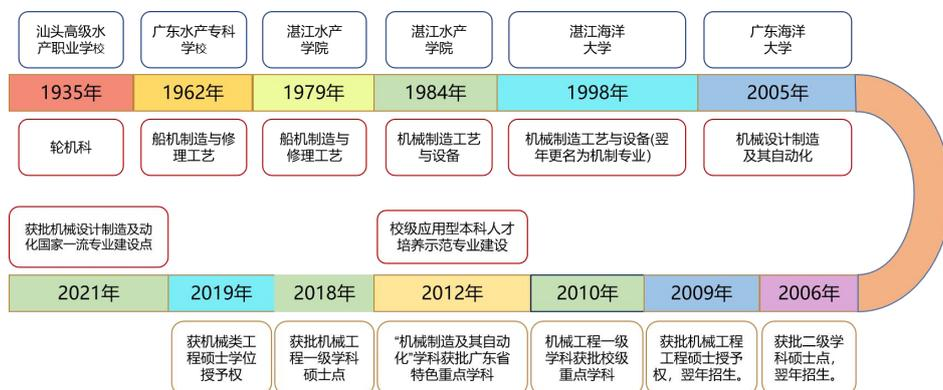 汕头高级水
产职业学校
广东水产专科
学校
湛江水产
学院
湛江水产
学院
湛江海洋
大学
广东海洋
大学
1935年
1962年
1979年
1984年
1998年
2005年
轮机科
船机制造与修
理工艺
船机制造与
修理工艺
机械制造工艺
与设备
机械制造工艺与设备(翌
年更名为机制专业）
机械设计制造
及其自动化
获批机械设计制造及动
化国家一流专业建设点
校级应用型本科人才
培养示范专业建设
2021年
2019年
2018年
2012年
2010年
2009年
2006年
获机械类工
程硕士学位
授予权
获批机械工
程一级学科
硕士点
“机械制造及其自动
化”学科获批广东省
特色重点学科
机械工程一级
学科获批校级
重点学科
获批机械工程
工程硕士授予
权，翌年招生。
获批二级学
科硕士点，
翌年招生。